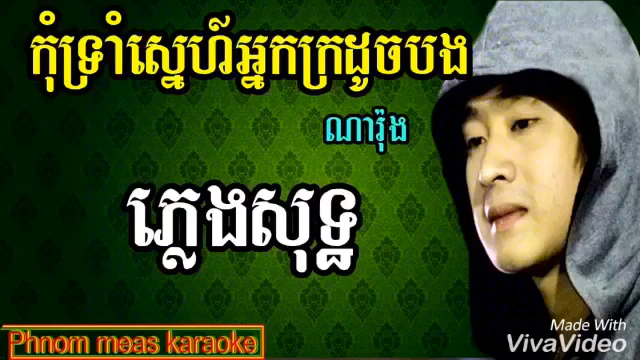 កុំទ្រាំស្នេហ៍អ្នកក្រដូចបង
ណារ៉ុង
ភ្លេងសុទ្ធ
Phnom meas karaoke
Made With
VivaVideo